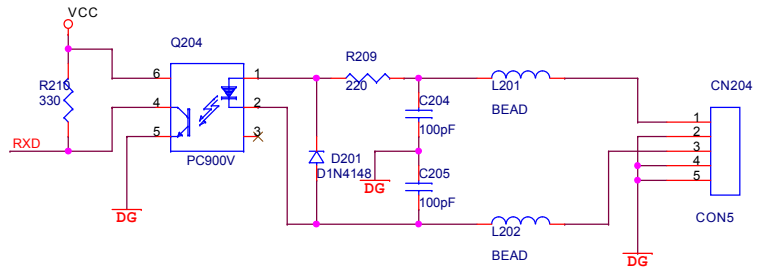 VCC
Q204
R210
330
6
4
5
1
2
3
RXD
PC900V
R209
220
L201
BEAD
CN204
C204
100pF
1
2
3
4
5
D201
D1N4148
DG
C205
100pF
DG
L202
BEAD
CON5
DG